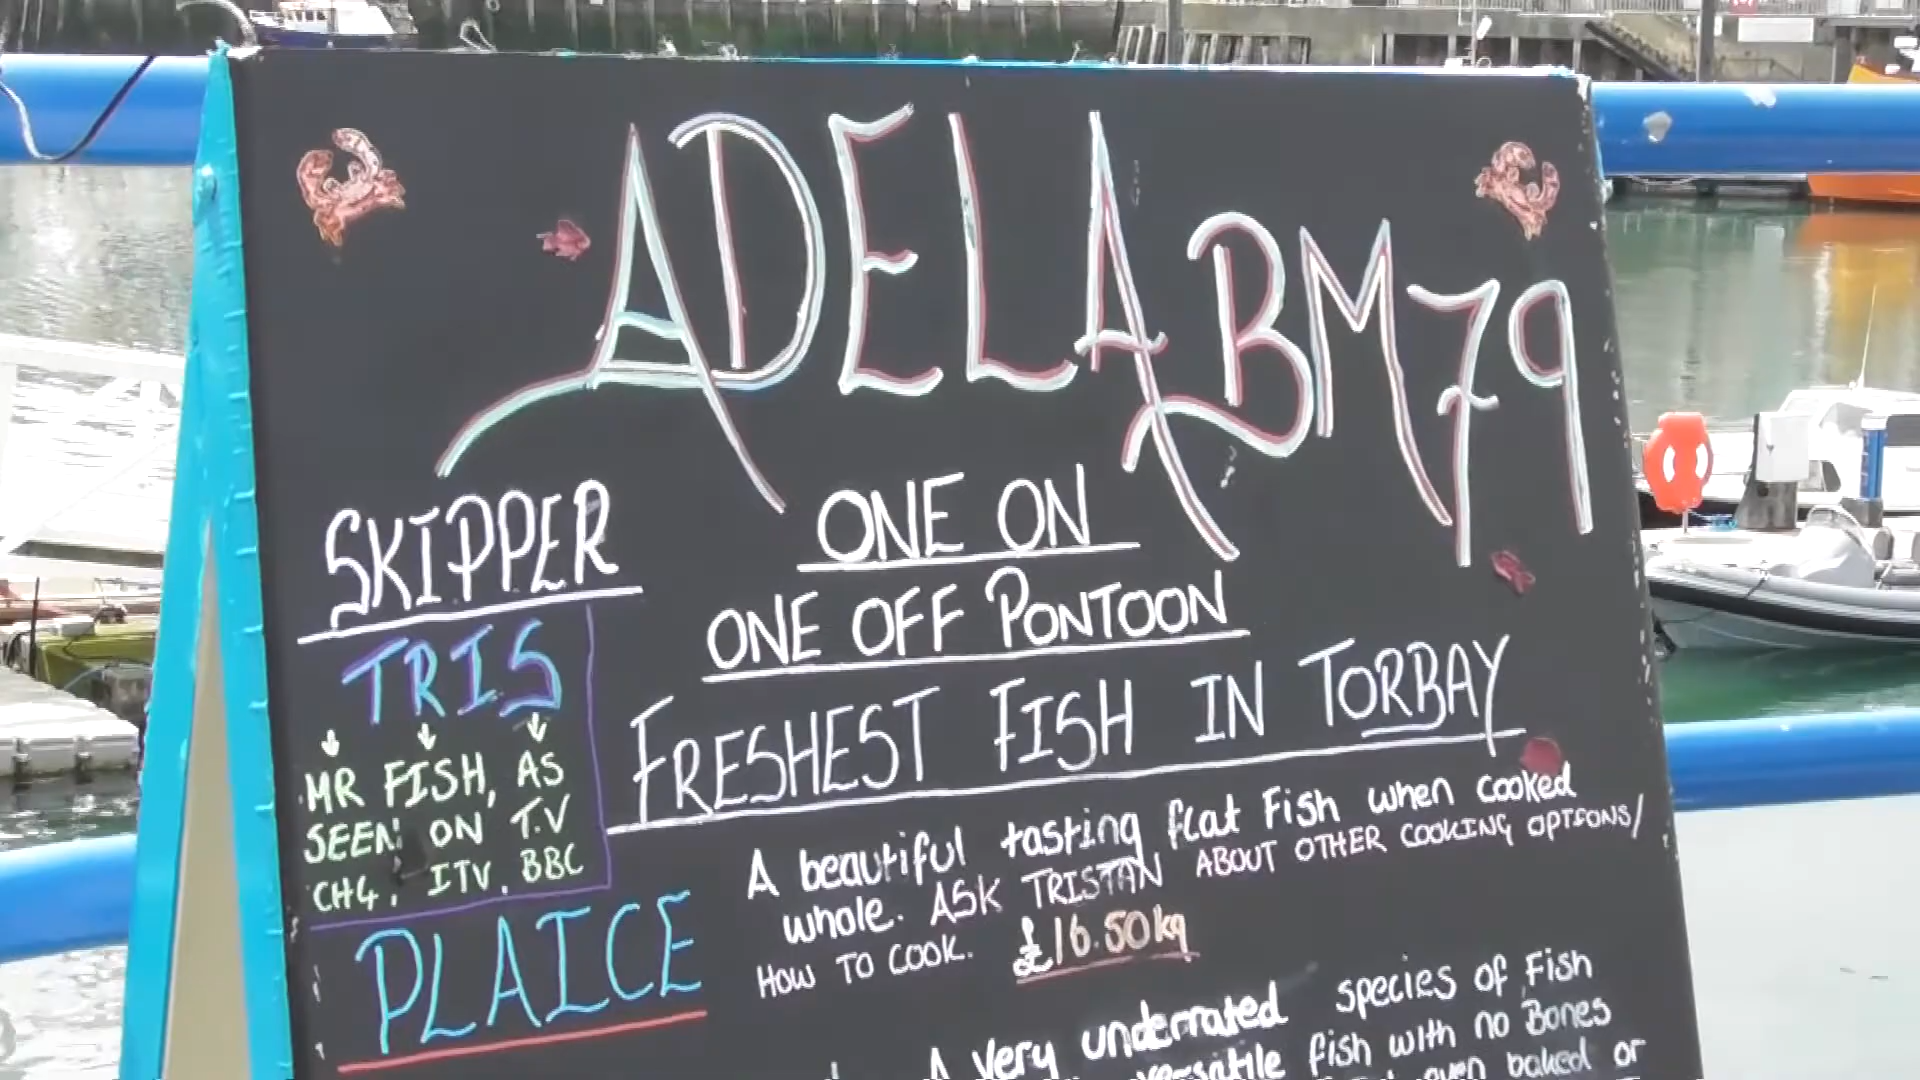 ADELA BM79
ONE ON
ONE OFF PONTOON
FRESHEST FISH IN TORBAY
SKIPPER
TRIS
MR FISH, AS
SEEN ON T.V
CH4, ITV, BBC
PLAICE
A beautiful tasting flat Fish when cooked
whole. ASK TRISTAN ABOUT OTHER COOKING OPTIONS/
HOW TO COOK. £16.50kg
A very underrated species of Fish
versatile fish with no Bones
even baked or